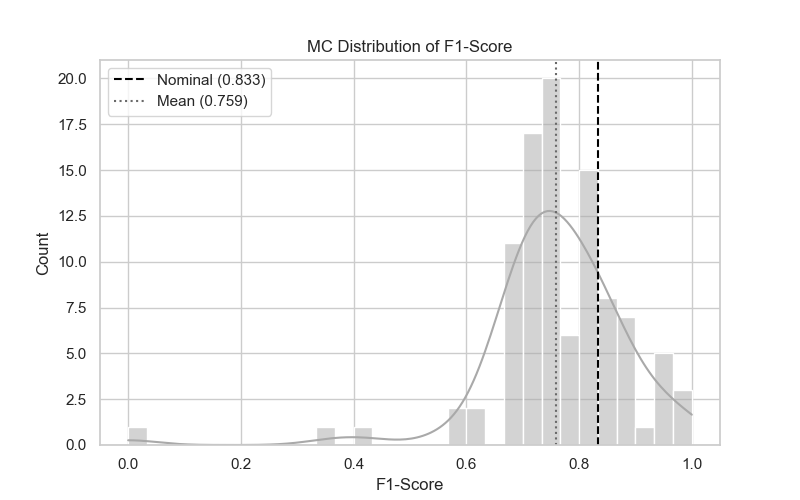 MC Distribution of F1-Score
Nominal (0.833)
Mean (0.759)
20.0
17.5
15.0
12.5
10.0
7.5
5.0
2.5
0.0
Count
0.0 0.2 0.4 0.6 0.8 1.0
F1-Score